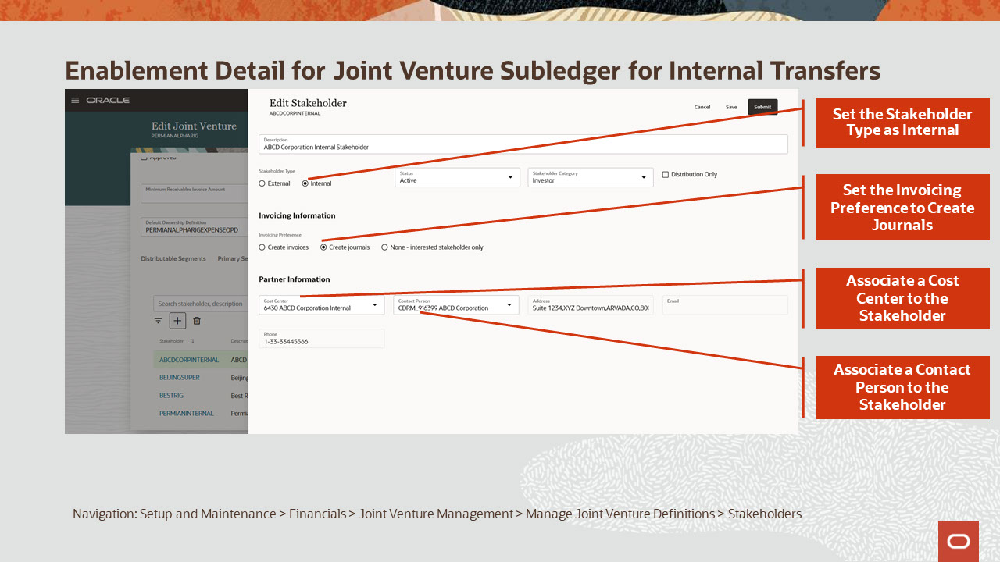 Enablement Detail for Joint Venture Subledger for Internal Transfers
ORACLE
Edit Joint Venture
PERMIANALPHARIG
Approved
Minimum Receivables Invoice Amount
Default Ownership Definition
PERMIANALPHARIGEXPENSEOPD
Distributable Segments Primary Se
Search stakeholder, description
Stakeholder Descript
ABCDCORPINTERNAL ABCD
BEIJINGSUPER Beijing
BESTRIG Best R
PERMIANINTERNAL Permia
Edit Stakeholder
ABCDCORPINTERNAL
Cancel Save Submit
Description
ABCD Corporation Internal Stakeholder
Stakeholder Type
External Internal
Status
Active
Stakeholder Category
Investor
Distribution Only
Invoicing Information
Invoicing Preference
Create invoices Create journals None - interested stakeholder only
Partner Information
Cost Center
6430 ABCD Corporation Internal
Contact Person
CDRM_916399 ABCD Corporation
Address
Suite 1234,XYZ Downtown,ARVADA,CO,800
Email
Phone
1-33-33445566
Set the Stakeholder
Type as Internal
Set the Invoicing
Preference to Create
Journals
Associate a Cost
Center to the
Stakeholder
Associate a Contact
Person to the
Stakeholder
Navigation: Setup and Maintenance > Financials > Joint Venture Management > Manage Joint Venture Definitions > Stakeholders